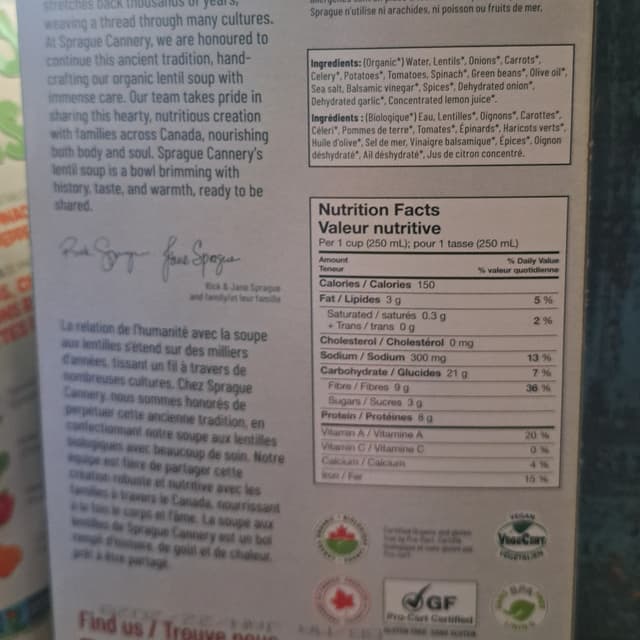 stretches back thousands of years,
weaving a thread through many cultures.
At Sprague Cannery, we are honoured to
continue this ancient tradition, hand-
crafting our organic lentil soup with
immense care. Our team takes pride in
sharing this hearty, nutritious creation
with families across Canada, nourishing
both body and soul. Sprague Cannery's
lentil soup is a bowl brimming with
history, taste, and warmth, ready to be
shared.
Rick & Jane Sprague
and family/et leur famille
La relation de l'humanité avec la soupe
aux lentilles s'étend sur des milliers
d'années, tissant un fil à travers de
nombreuses cultures. Chez Sprague
Cannery, nous sommes honorés de
perpétuer cette ancienne tradition, en
confectionnant notre soupe aux lentilles
biologiques avec beaucoup de soin. Notre
équipe est fière de partager cette
création robuste et nutritive avec les
familles à travers le Canada, nourrissant
à la fois le corps et l'âme. La soupe aux
lentilles de Sprague Cannery est un bol
rempli d'histoire, de goût et de chaleur,
prêt à être partagé.
Find us / Trouve nous
Sprague n'utilise ni arachides, ni poisson ou fruits de mer.
Ingredients: (Organic*) Water, Lentils*, Onions*, Carrots*,
Celery*, Potatoes*, Tomatoes, Spinach*, Green beans*, Olive oil*,
Sea salt, Balsamic vinegar*, Spices*, Dehydrated onion*,
Dehydrated garlic*, Concentrated lemon juice*.
Ingrédients : (Biologique*) Eau, Lentilles*, Oignons*, Carottes*,
Céleri*, Pommes de terre*, Tomates*, Épinards*, Haricots verts*,
Huile d'olive*, Sel de mer, Vinaigre balsamique*, Épices*, Oignon
déshydraté*, Ail déshydraté*, Jus de citron concentré.
Nutrition Facts
Valeur nutritive
Per 1 cup (250 mL); pour 1 tasse (250 mL)
Amount % Daily Value
Teneur % valeur quotidienne
Calories / Calories 150
Fat / Lipides 3 g 5 %
Saturated / saturés 0.3 g
+ Trans / trans 0 g 2 %
Cholesterol / Cholestérol 0 mg
Sodium / Sodium 300 mg 13 %
Carbohydrate / Glucides 21 g 7 %
Fibre / Fibres 9 g 36 %
Sugars / Sucres 3 g
Protein / Protéines 8 g
Vitamin A / Vitamine A 20 %
Vitamin C / Vitamine C 0 %
Calcium / Calcium 4 %
Iron / Fer 15 %
VEGAN
VegeCert
VEGETALIEN
GF
Pro-Cert Certified